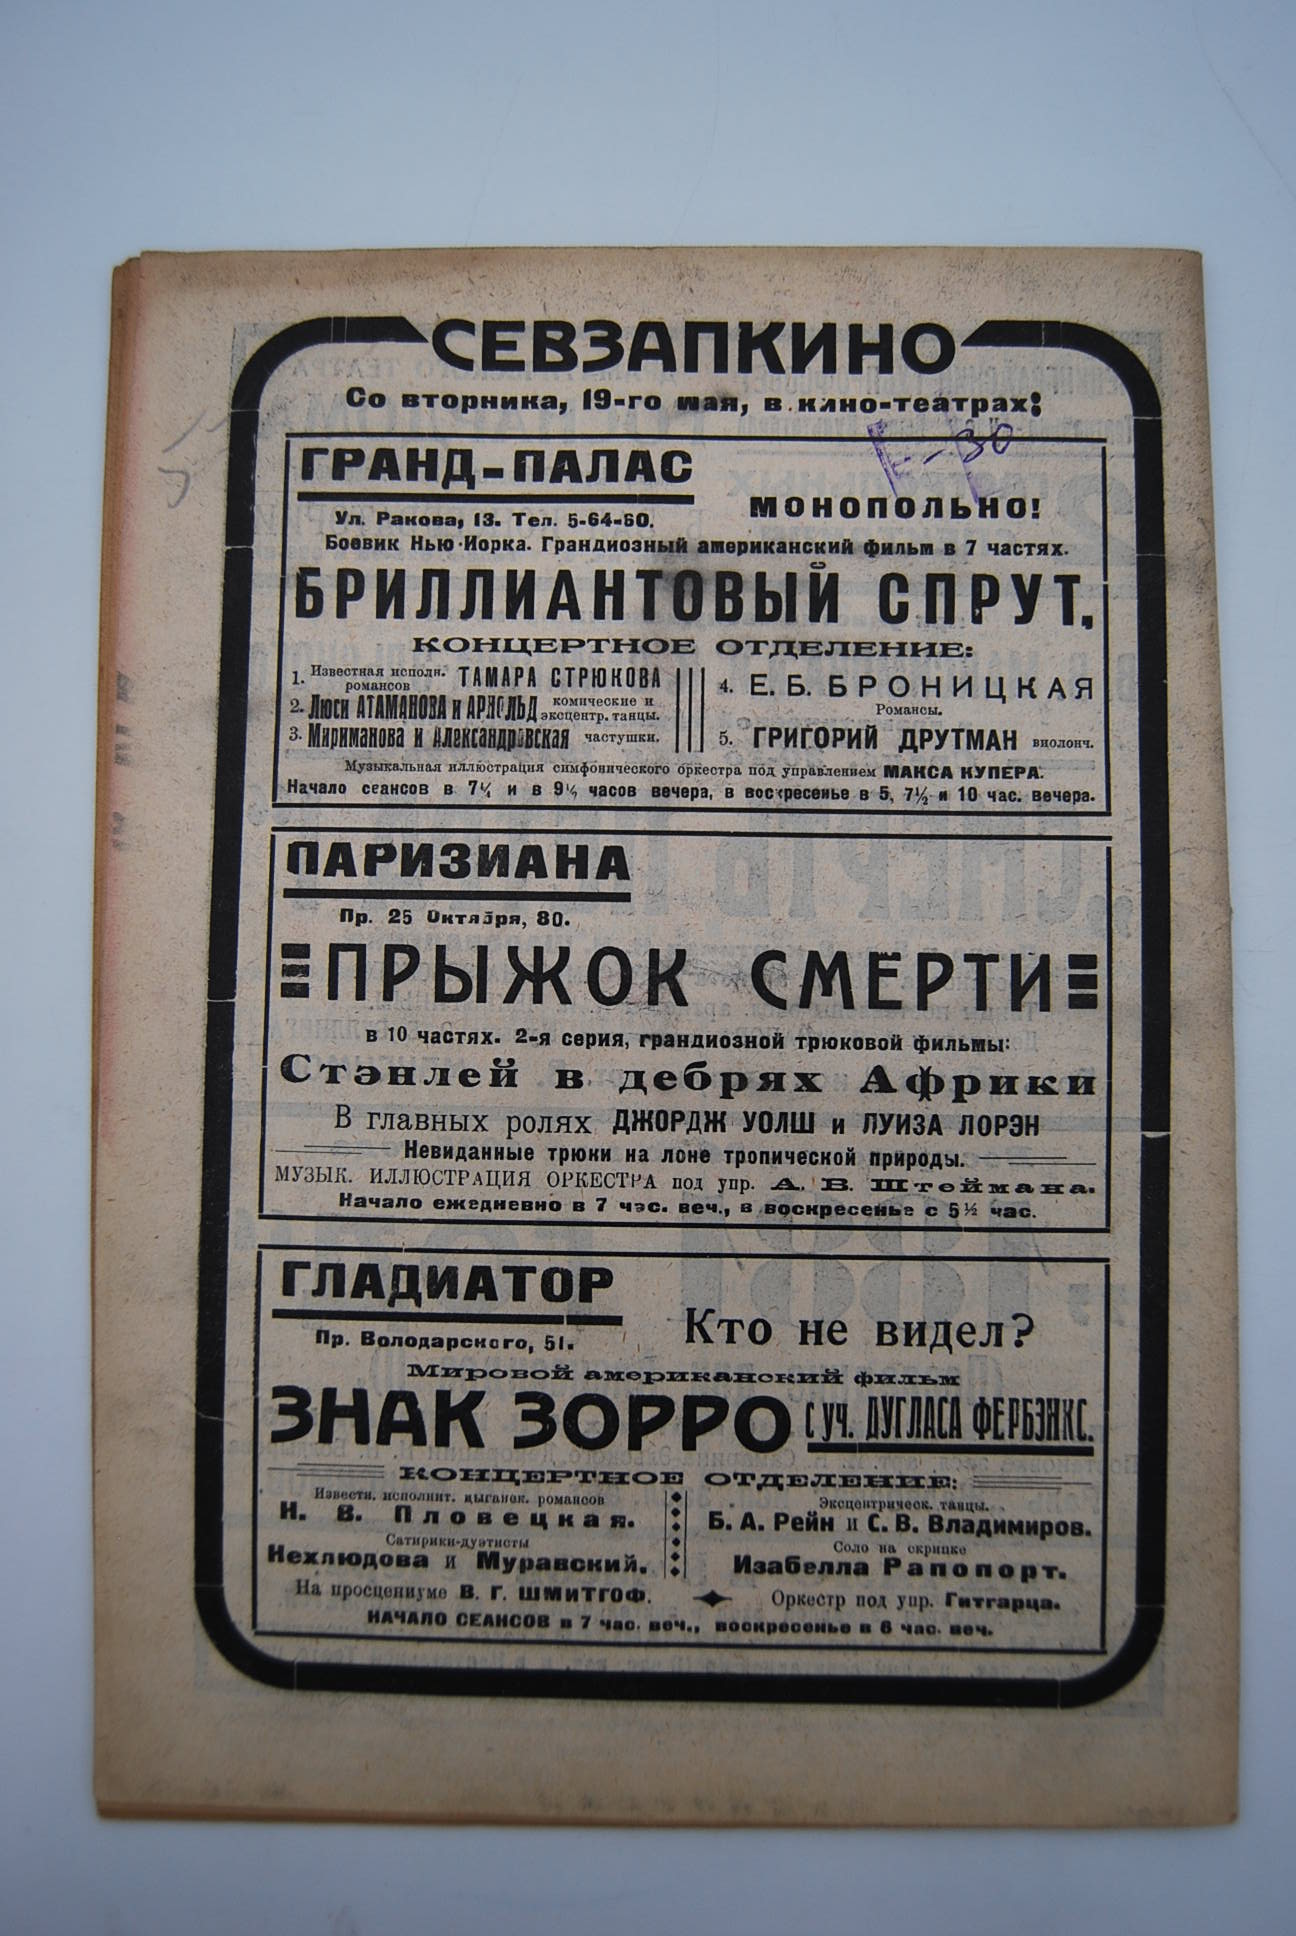 СЕВЗАПКИНО
Со вторника, 19-го мая, в кино-театрах:
Е-30
ГРАНД-ПАЛАС
МОНОПОЛЬНО!
Ул. Ракова, 13. Тел. 5-64-60.
Боевик Нью-Иорка. Грандиозный американский фильм в 7 частях.
БРИЛЛИАНТОВЫЙ СПРУТ.
КОНЦЕРТНОЕ ОТДЕЛЕНИЕ:
1. Известная исполн. романсов ТАМАРА СТРЮКОВА
2. Люси АТАМАНОВА и АРНОЛЬД комические и эксцентр. танцы.
3. Мириманова и Александровская частушки.
4. Е. Б. БРОНИЦКАЯ
Романсы.
5. ГРИГОРИЙ ДРУТМАН виолонч.
Музыкальная иллюстрация симфонического оркестра под управлением МАКСА КУПЕРА.
Начало сеансов в 7¼ и в 9¼ часов вечера, в воскресенье в 5, 7½ и 10 час. вечера.
ПАРИЗИАНА
Пр. 25 Октября, 80.
ПРЫЖОК СМЕРТИ
в 10 частях. 2-я серия, грандиозной трюковой фильмы:
Стэнлей в дебрях Африки
В главных ролях ДЖОРДЖ УОЛШ и ЛУИЗА ЛОРЭН
Невиданные трюки на лоне тропической природы.
МУЗЫК. ИЛЛЮСТРАЦИЯ ОРКЕСТРА под упр. А. В. Штеймана.
Начало ежедневно в 7 час. веч., в воскресенье с 5½ час.
ГЛАДИАТОР
Пр. Володарского, 51.
Кто не видел?
Мировой американский фильм
ЗНАК ЗОРРО с уч. ДУГЛАСА ФЕРБЭНКС.
КОНЦЕРТНОЕ ОТДЕЛЕНИЕ:
Известн. исполнит. цыганск. романсов
Н. В. Пловецкая.
Сатирики-дуэтисты
Нехлюдова и Муравский.
Эксцентрическ. танцы.
Б. А. Рейн и С. В. Владимиров.
Соло на скрипке
Изабелла Рапопорт.
На просцениуме В. Г. ШМИТГОФ.
Оркестр под упр. Гитгарца.
НАЧАЛО СЕАНСОВ в 7 час. веч., воскресенье в 6 час. веч.